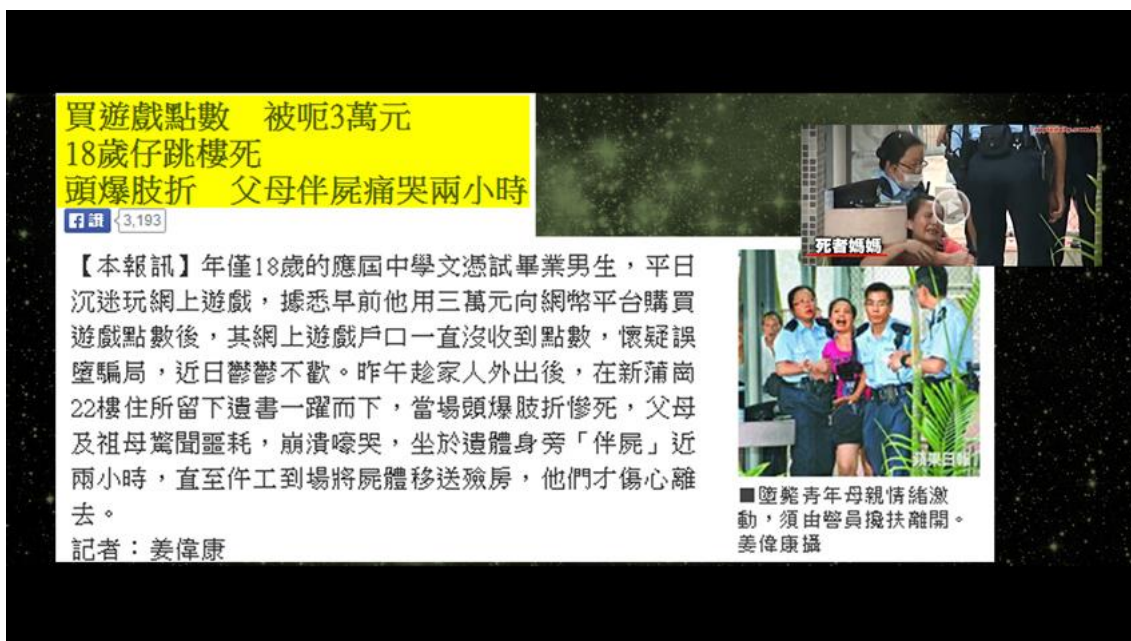 買遊戲點數　被呃3萬元
18歲仔跳樓死
頭爆肢折　父母伴屍痛哭兩小時
讚 3,193
【本報訊】年僅18歲的應屆中學文憑試畢業男生，平日
沉迷玩網上遊戲，據悉早前他用三萬元向網幣平台購買
遊戲點數後，其網上遊戲戶口一直沒收到點數，懷疑誤
墮騙局，近日鬱鬱不歡。昨午趁家人外出後，在新蒲崗
22樓住所留下遺書一躍而下，當場頭爆肢折慘死，父母
及祖母驚聞噩耗，崩潰嚎哭，坐於遺體身旁「伴屍」近
兩小時，直至仵工到場將屍體移送殮房，他們才傷心離
去。
記者：姜偉康
死者媽媽
蘋果日報
■墮斃青年母親情緒激
動，須由警員攙扶離開。
姜偉康攝